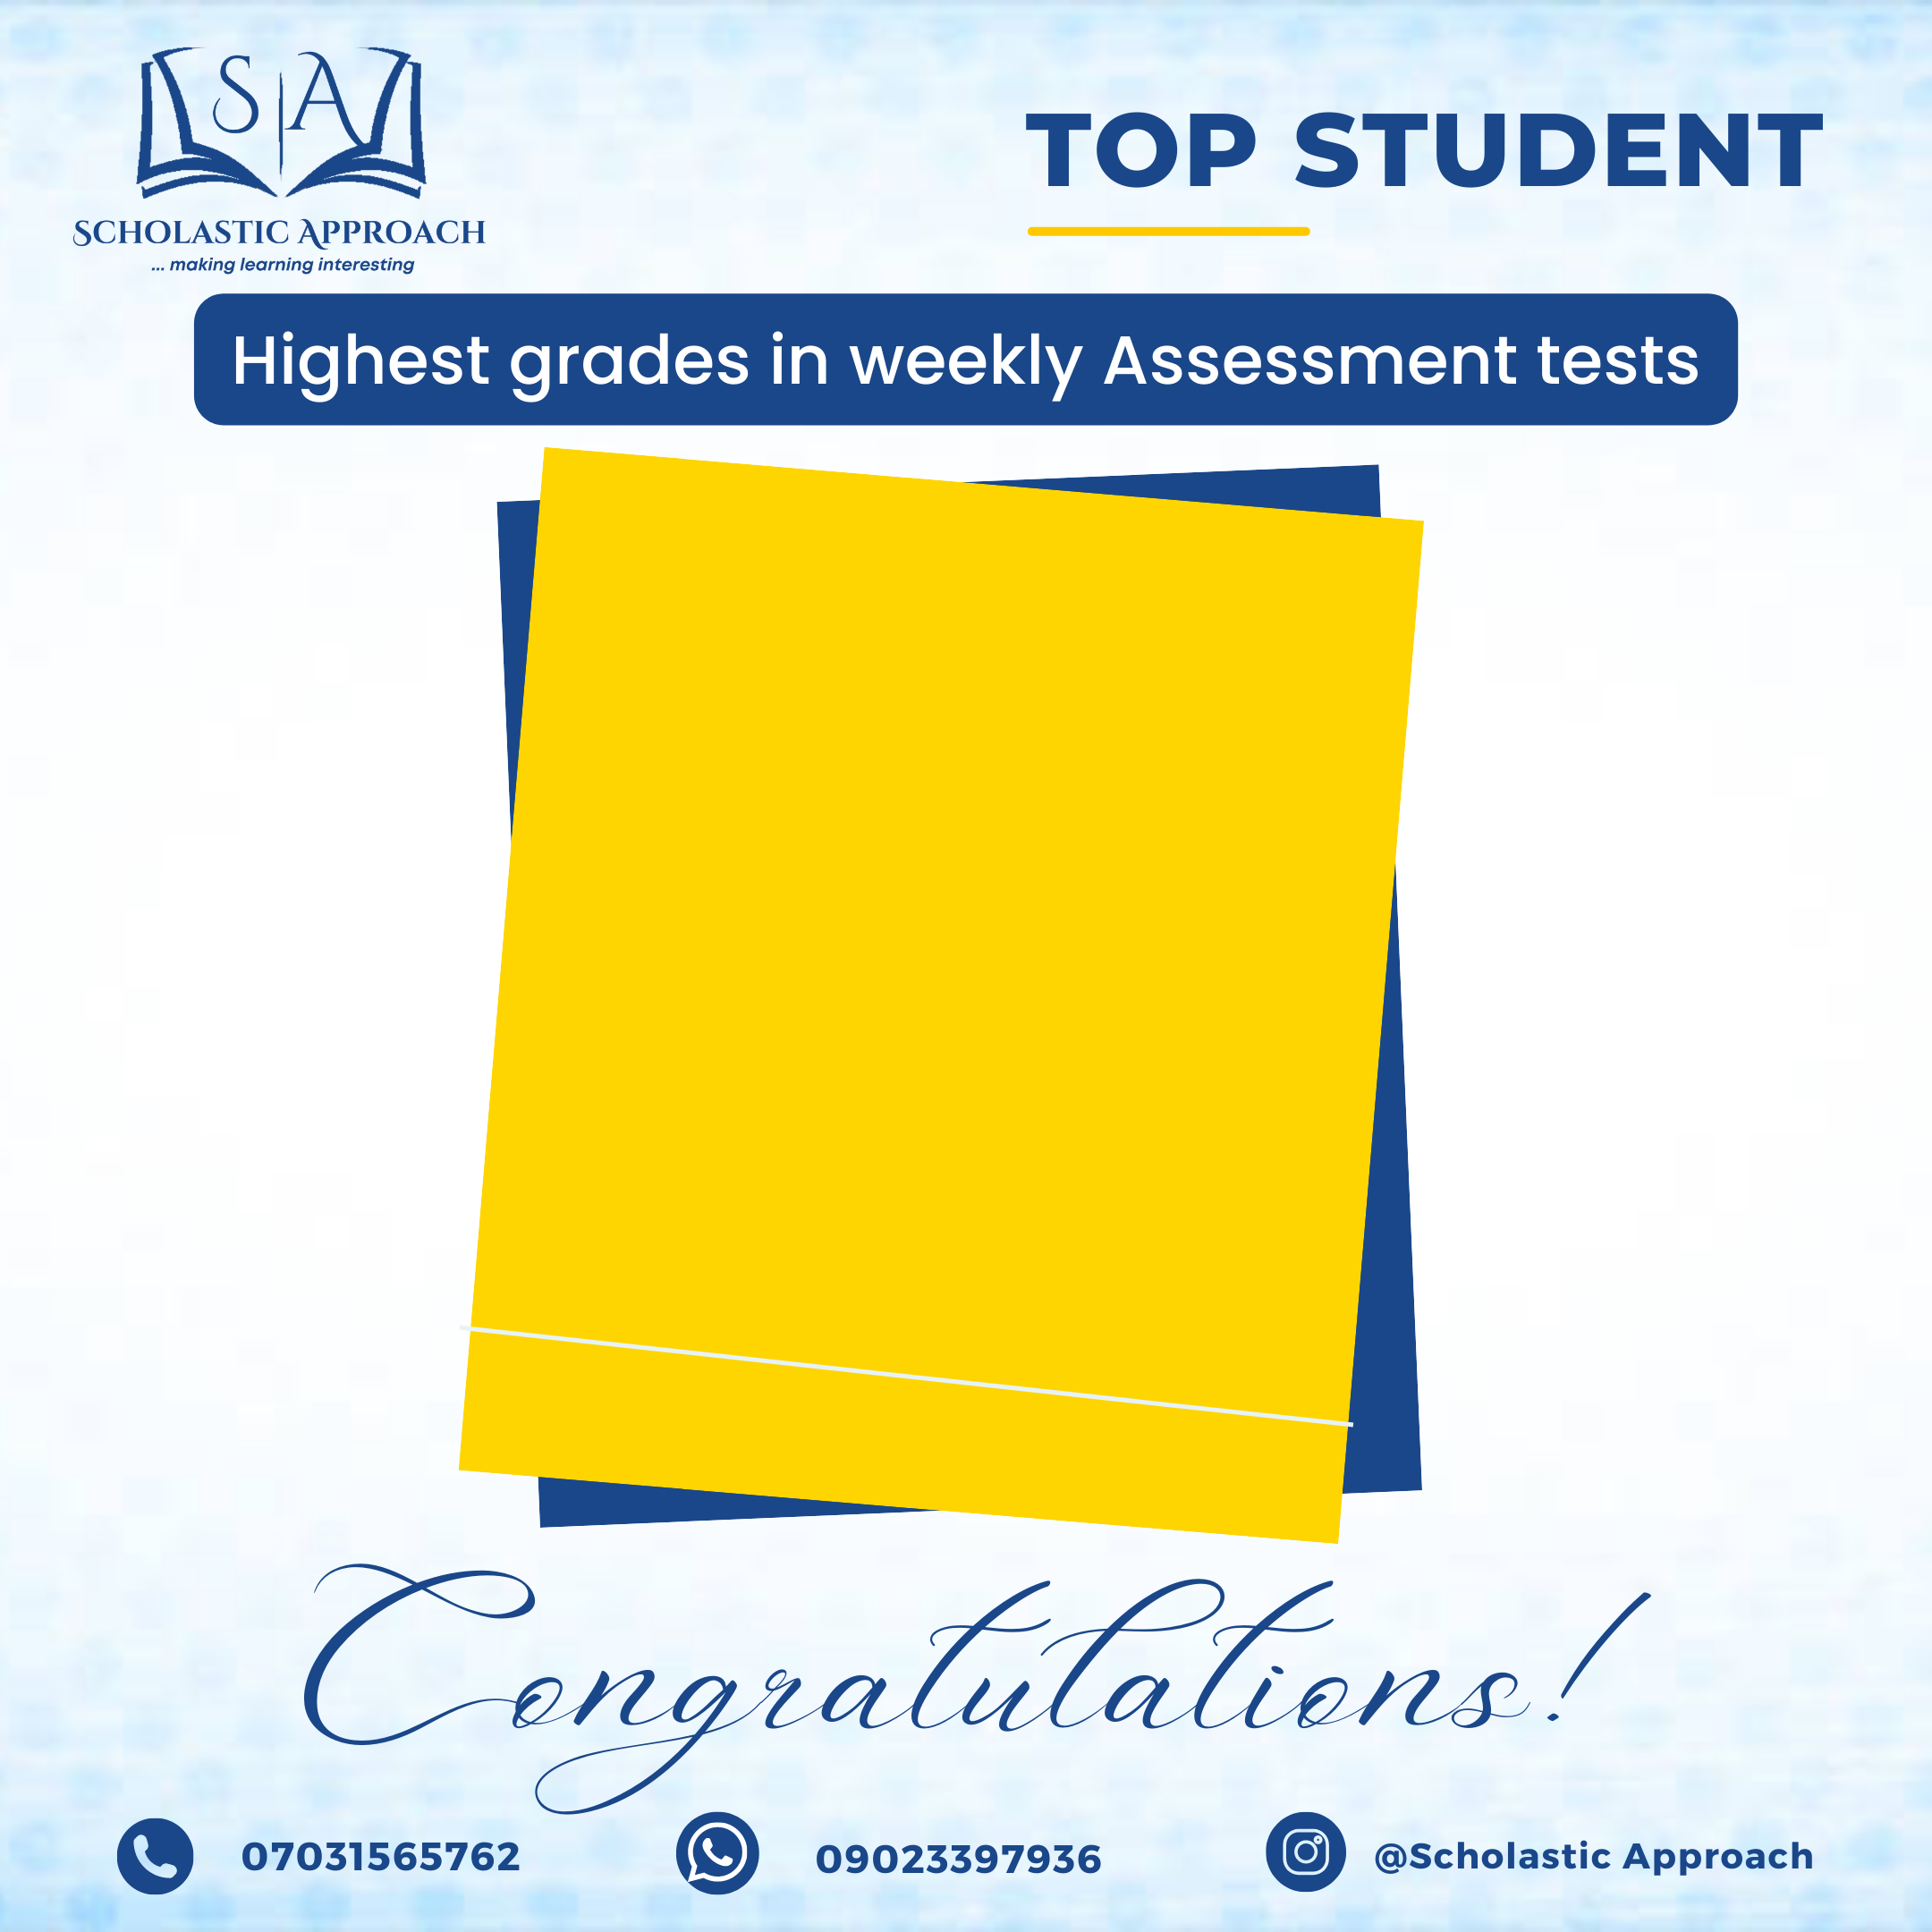 S A
SCHOLASTIC APPROACH
... making learning interesting
TOP STUDENT
Highest grades in weekly Assessment tests
Congratulations!
07031565762
09023397936
@Scholastic Approach